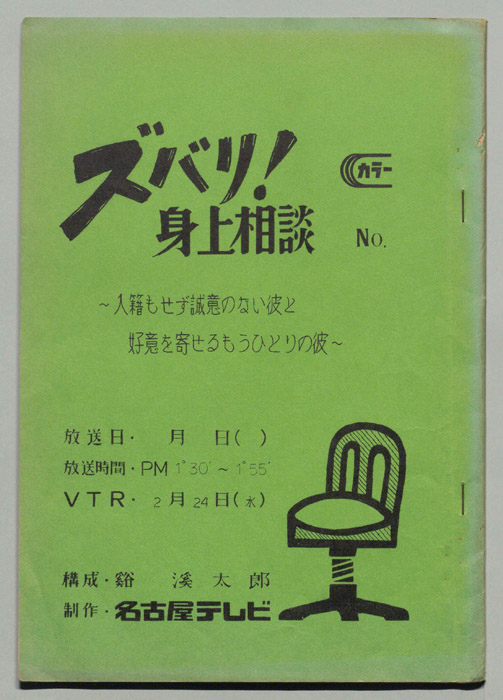 ズバリ!
カラー
身上相談 No.
~入籍もせず誠意のない彼と
好意を寄せるもうひとりの彼~
放送日・ 月 日( )
放送時間・PM 1°30′~1°55′
VTR・2月24日(水)
構成・谿 渓太郎
制作・名古屋テレビ